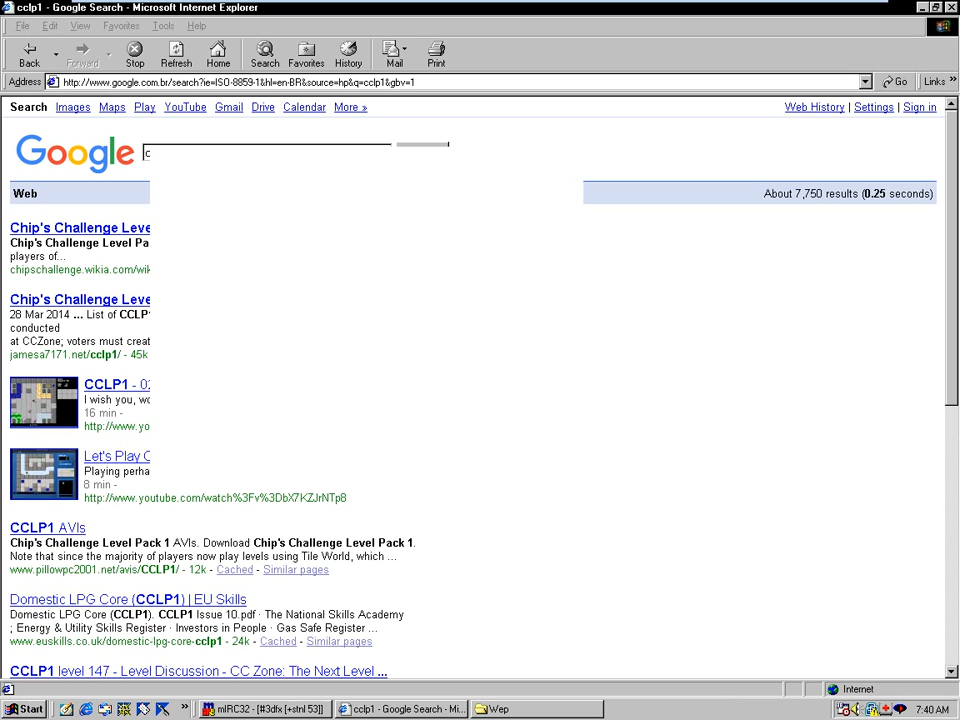 cclp1 - Google Search - Microsoft Internet Explorer
File Edit View Favorites Tools Help
Back Forward Stop Refresh Home Search Favorites History Mail Print
Address http://www.google.com.br/search?ie=ISO-8859-1&hl=en-BR&source=hp&q=cclp1&gbv=1 Go Links »
Search Images Maps Play YouTube Gmail Drive Calendar More » Web History | Settings | Sign in
Google c
Web About 7,750 results (0.25 seconds)
Chip's Challenge Leve
Chip's Challenge Level Pa
players of...
chipschallenge.wikia.com/wik
Chip's Challenge Leve
28 Mar 2014 ... List of CCLP1
conducted
at CCZone; voters must creat
jamesa7171.net/cclp1/ - 45k
CCLP1 - 02
I wish you, wo
16 min -
http://www.yo
Let's Play C
Playing perha
8 min -
http://www.youtube.com/watch%3Fv%3DbX7KZJrNTp8
CCLP1 AVIs
Chip's Challenge Level Pack 1 AVIs. Download Chip's Challenge Level Pack 1.
Note that since the majority of players now play levels using Tile World, which ...
www.pillowpc2001.net/avis/CCLP1/ - 12k - Cached - Similar pages
Domestic LPG Core (CCLP1) | EU Skills
Domestic LPG Core (CCLP1). CCLP1 Issue 10.pdf · The National Skills Academy
; Energy & Utility Skills Register · Investors in People · Gas Safe Register ...
www.euskills.co.uk/domestic-lpg-core-cclp1 - 24k - Cached - Similar pages
CCLP1 level 147 - Level Discussion - CC Zone: The Next Level ...
Internet
Start » mIRC32 - [#3dfx [+stnl 53]] cclp1 - Google Search - Mi... Wep 7:40 AM